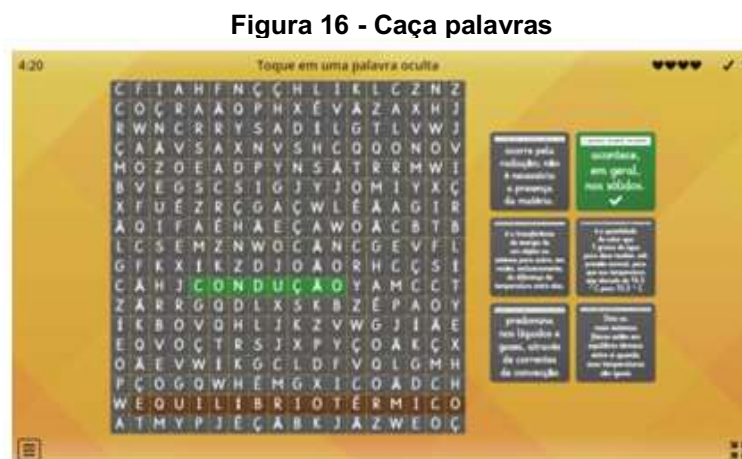 Figura 16 - Caça palavras
4:20
Toque em uma palavra oculta
C F I A H F N Ç Ç H L I K L C Z N Z
C O Ç R A Ã Q P H X Ê V Á Z A X H J
R W N C R R Y S A D I L G T L V W J
Ç A Ã V S A X N V S H C Q Q O N O V
M O Z O E A D P Y N S Ã T R R M W I
B V E G S C S I G J Y J O M I Y X Ç
X F U É Z R Ç G A Ç W L Ê Á A G I R
L C S E M Z N W O C Â N C G E V F L
G F K X I K Z D J O Ã O R H C Ç S I
C Ã H J C O N D U Ç Ã O Y A M C C T
Z Ã R R G Q D L X S K B Z É P A O Y
I K B O V Q H L J K Z V W G J I Á E
E Q V O Ç T R S J X P Y Ç O Ã K Ç X
O Á E V W I K G C L D F V Q L G M H
P Ç O G Q W H Ê M G X I C O Á D C H
W E Q U I L Í B R I O T É R M I C O
A T M Y P J É Ç Ã B K J Á Z W E O Ç
ocorre pela
radiação, não
é necessário
a presença
da matéria.
acontece,
em geral,
nos sólidos.
predomina
nos líquidos e
gases, através
de correntes
de convecção